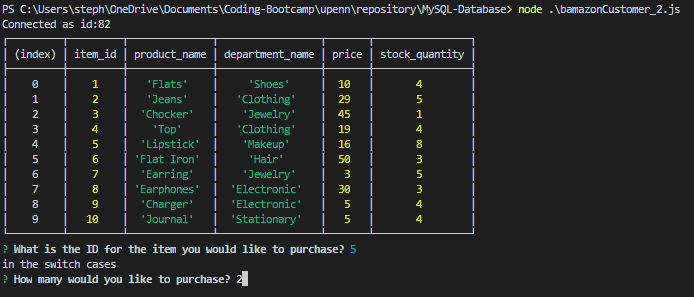 PS C:\Users\steph\OneDrive\Documents\Coding-Bootcamp\upenn\repository\MySQL-Database> node .\bamazonCustomer_2.js
Connected as id:82
(index) item_id product_name department_name price stock_quantity
0 1 'Flats' 'Shoes' 10 4
1 2 'Jeans' 'Clothing' 29 5
2 3 'Chocker' 'Jewelry' 45 1
3 4 'Top' 'Clothing' 19 4
4 5 'Lipstick' 'Makeup' 16 8
5 6 'Flat Iron' 'Hair' 50 3
6 7 'Earring' 'Jewelry' 3 5
7 8 'Earphones' 'Electronic' 30 3
8 9 'Charger' 'Electronic' 5 4
9 10 'Journal' 'Stationary' 5 4
? What is the ID for the item you would like to purchase? 5
in the switch cases
? How many would you like to purchase? 2